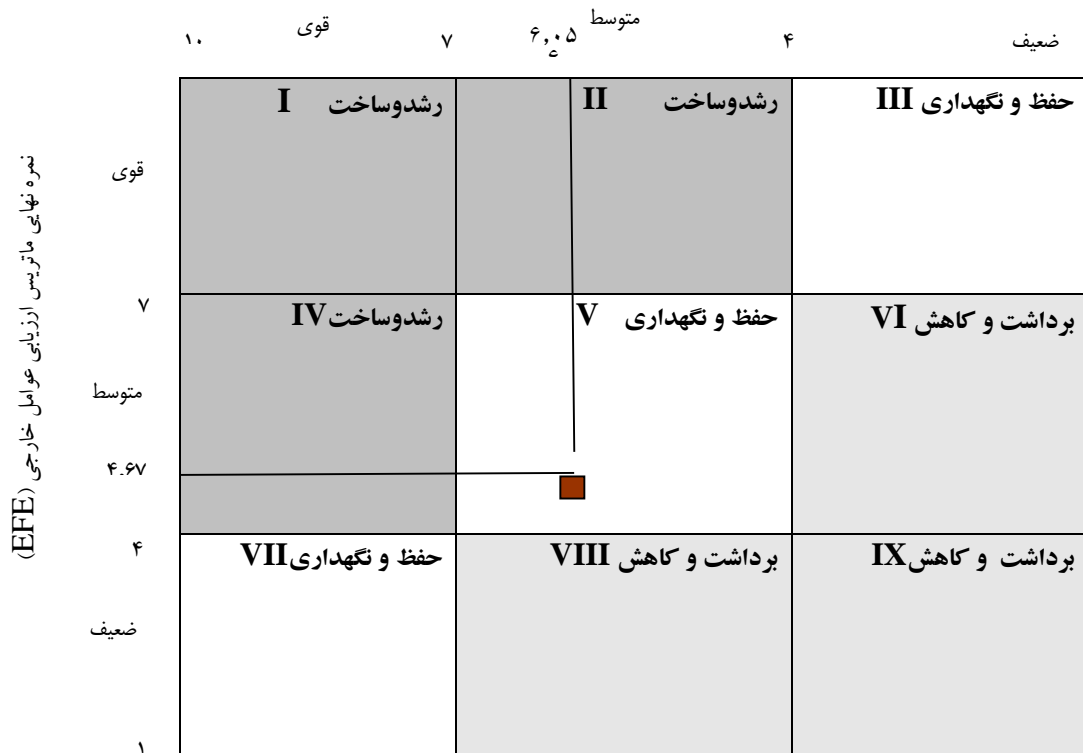 متوسط
۱۰ قوی ۷ ۶,۰۵ ۴ ضعیف
رشدوساخت I
رشدوساخت II
حفظ و نگهداری III
قوی
نمره نهایی ماتریس ارزیابی عوامل خارجی (EFE)
۷
رشدوساخت IV
حفظ و نگهداری V
برداشت و کاهش VI
متوسط
۴.۶۷
۴
حفظ و نگهداری VII
برداشت و کاهش VIII
برداشت و کاهش IX
ضعیف
۱